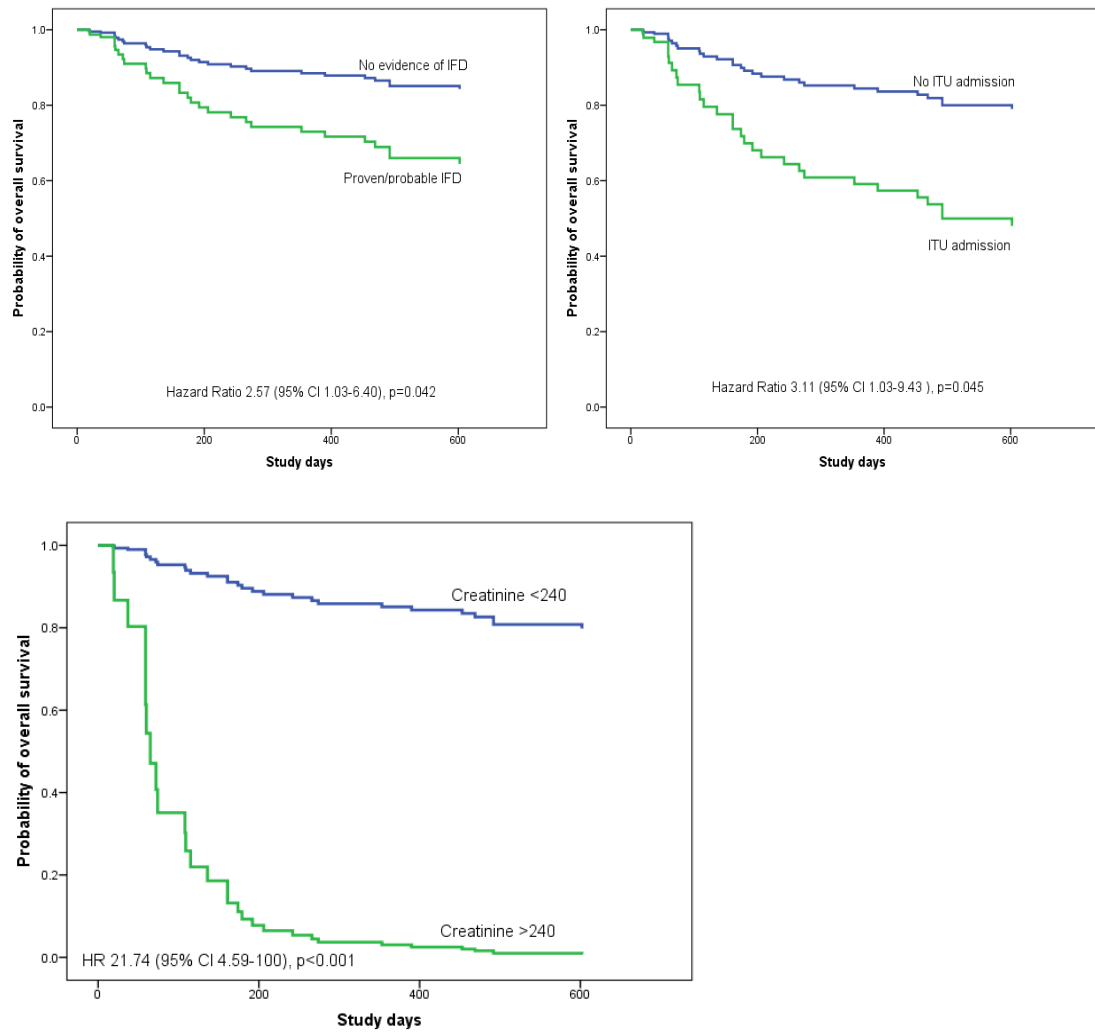 Probability of overall survival
1.0
0.8
0.6
0.4
0.2
0.0
No evidence of IFD
Proven/probable IFD
Hazard Ratio 2.57 (95% CI 1.03-6.40), p=0.042
0 200 400 600
Study days
Probability of overall survival
1.0
0.8
0.6
0.4
0.2
0.0
No ITU admission
ITU admission
Hazard Ratio 3.11 (95% CI 1.03-9.43 ), p=0.045
0 200 400 600
Study days
Probability of overall survival
1.0
0.8
0.6
0.4
0.2
0.0
Creatinine <240
Creatinine >240
HR 21.74 (95% CI 4.59-100), p<0.001
0 200 400 600
Study days